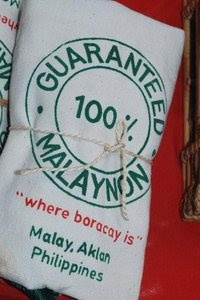 · GUARANTEED ·
100%
MALAYNON
"where boracay is"
Malay, Aklan
Philippines